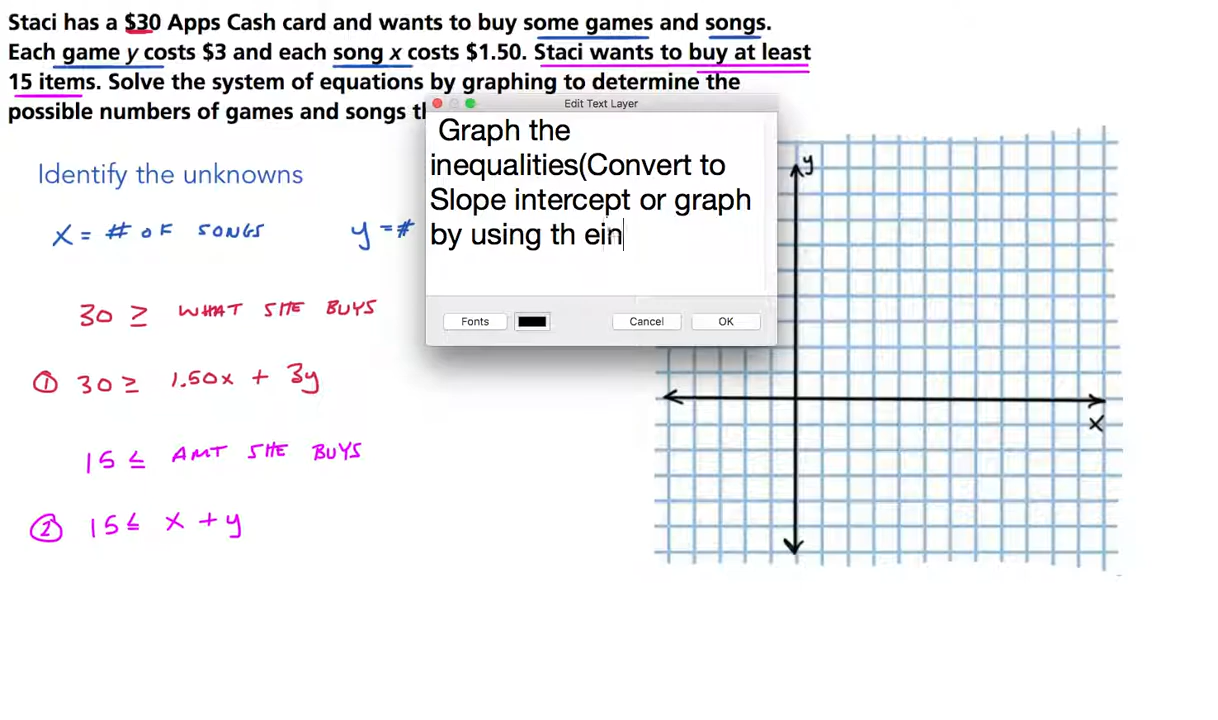 Staci has a $30 Apps Cash card and wants to buy some games and songs.
Each game y costs $3 and each song x costs $1.50. Staci wants to buy at least
15 items. Solve the system of equations by graphing to determine the
possible numbers of games and songs
Edit Text Layer
Graph the
inequalities(Convert to
Slope intercept or graph
by using th ein
Fonts
Cancel
OK
Identify the unknowns
x = # OF SONGS
y = #
30 ≥ WHAT SHE BUYS
① 30 ≥ 1.50x + 3y
15 ≤ AMT SHE BUYS
② 15 ≤ x + y
y
x